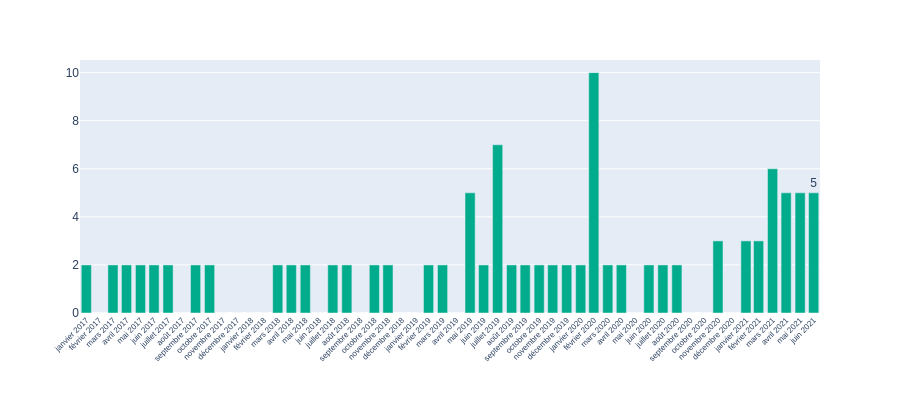 10
8
6
4
2
0
5
janvier 2017
février 2017
mars 2017
avril 2017
mai 2017
juin 2017
juillet 2017
août 2017
septembre 2017
octobre 2017
novembre 2017
décembre 2017
janvier 2018
février 2018
mars 2018
avril 2018
mai 2018
juin 2018
juillet 2018
août 2018
septembre 2018
octobre 2018
novembre 2018
décembre 2018
janvier 2019
février 2019
mars 2019
avril 2019
mai 2019
juin 2019
juillet 2019
août 2019
septembre 2019
octobre 2019
novembre 2019
décembre 2019
janvier 2020
février 2020
mars 2020
avril 2020
mai 2020
juin 2020
juillet 2020
août 2020
septembre 2020
octobre 2020
novembre 2020
décembre 2020
janvier 2021
février 2021
mars 2021
avril 2021
mai 2021
juin 2021